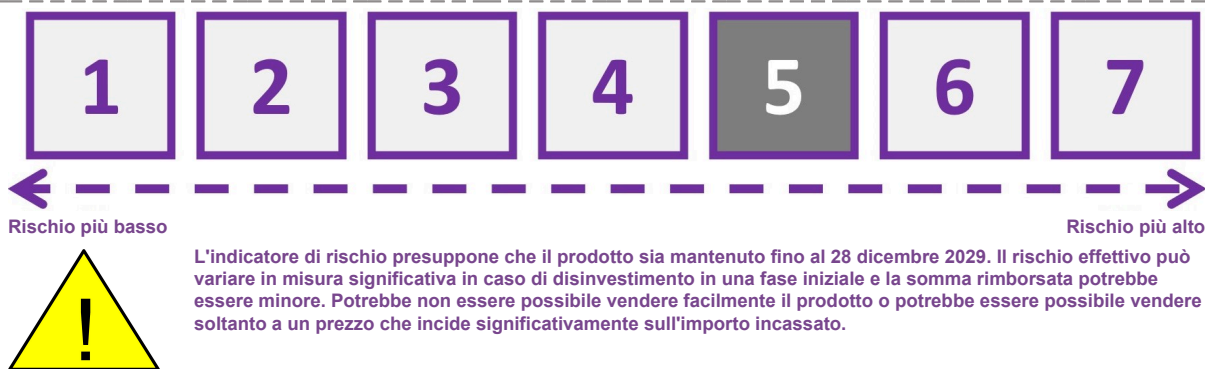 1 2 3 4 5 6 7
Rischio più basso Rischio più alto
L'indicatore di rischio presuppone che il prodotto sia mantenuto fino al 28 dicembre 2029. Il rischio effettivo può
variare in misura significativa in caso di disinvestimento in una fase iniziale e la somma rimborsata potrebbe
essere minore. Potrebbe non essere possibile vendere facilmente il prodotto o potrebbe essere possibile vendere
soltanto a un prezzo che incide significativamente sull'importo incassato.
!